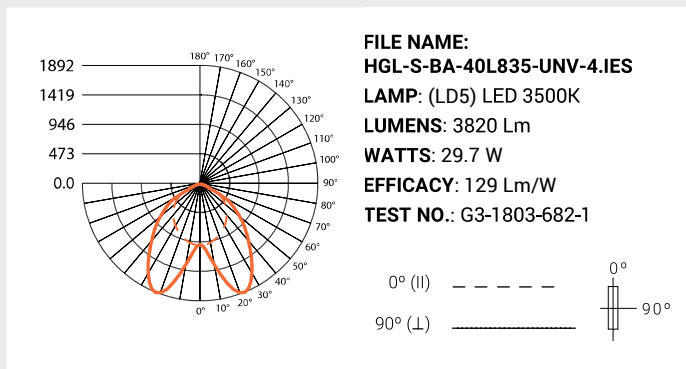 1892
1419
946
473
0.0
180°
170°
160°
150°
140°
130°
120°
110°
100°
90°
80°
70°
60°
50°
40°
30°
20°
10°
0°
FILE NAME:
HGL-S-BA-40L835-UNV-4.IES
LAMP: (LD5) LED 3500K
LUMENS: 3820 Lm
WATTS: 29.7 W
EFFICACY: 129 Lm/W
TEST NO.: G3-1803-682-1
0º (II)
90º (⊥)
0º
90º